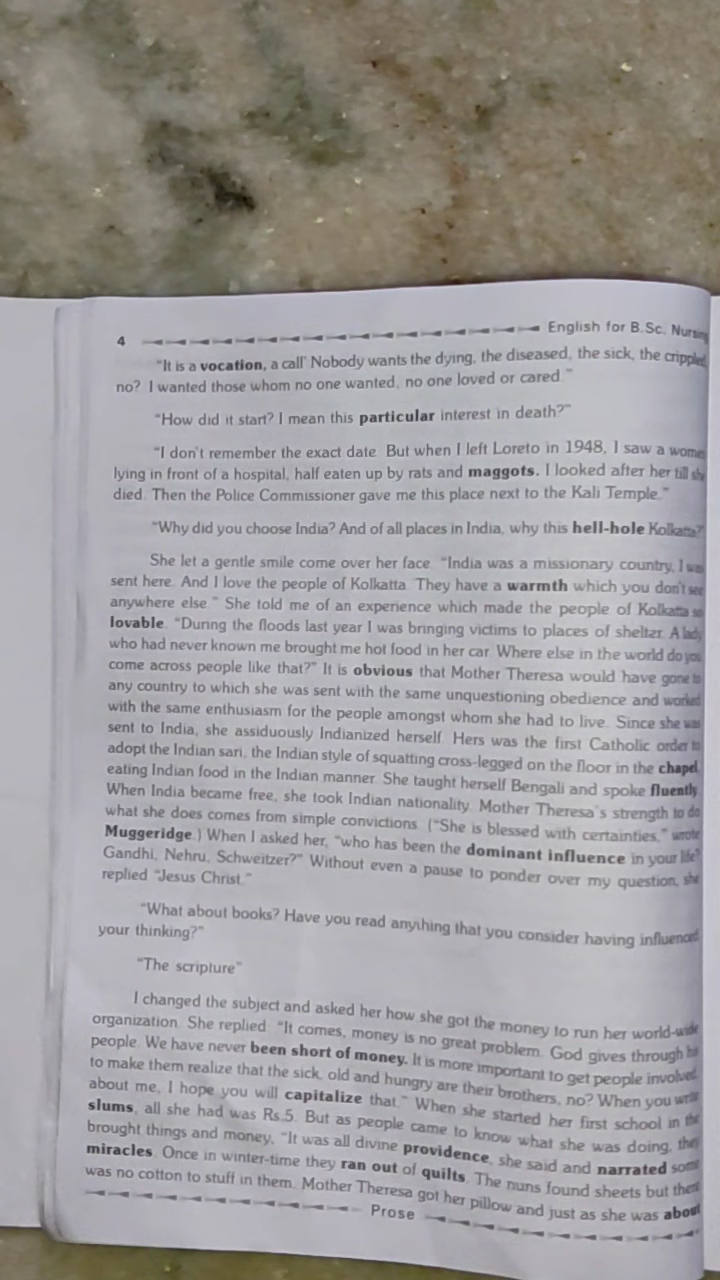 4 English for B.Sc. Nursing
"It is a vocation, a call' Nobody wants the dying, the diseased, the sick, the crippled,
no? I wanted those whom no one wanted, no one loved or cared."
"How did it start? I mean this particular interest in death?"
"I don't remember the exact date. But when I left Loreto in 1948, I saw a women
lying in front of a hospital, half eaten up by rats and maggots. I looked after her till she
died. Then the Police Commissioner gave me this place next to the Kali Temple."
"Why did you choose India? And of all places in India, why this hell-hole Kolkatta?"
She let a gentle smile come over her face. "India was a missionary country, I was
sent here. And I love the people of Kolkatta. They have a warmth which you don't see
anywhere else." She told me of an experience which made the people of Kolkatta so
lovable. "During the floods last year I was bringing victims to places of shelter. A lady
who had never known me brought me hot food in her car. Where else in the world do you
come across people like that?" It is obvious that Mother Theresa would have gone to
any country to which she was sent with the same unquestioning obedience and worked
with the same enthusiasm for the people amongst whom she had to live. Since she was
sent to India, she assiduously Indianized herself. Hers was the first Catholic order to
adopt the Indian sari, the Indian style of squatting cross-legged on the floor in the chapel,
eating Indian food in the Indian manner. She taught herself Bengali and spoke fluently.
When India became free, she took Indian nationality. Mother Theresa's strength to do
what she does comes from simple convictions. ("She is blessed with certainties," wrote
Muggeridge.) When I asked her, "who has been the dominant influence in your life?
Gandhi, Nehru, Schweitzer?" Without even a pause to ponder over my question, she
replied "Jesus Christ."
"What about books? Have you read anyihing that you consider having influenced
your thinking?"
"The scripture"
I changed the subject and asked her how she got the money to run her world-wide
organization. She replied. "It comes, money is no great problem. God gives through his
people. We have never been short of money. It is more important to get people involved,
to make them realize that the sick, old and hungry are their brothers, no? When you write
about me, I hope you will capitalize that." When she started her first school in the
slums, all she had was Rs.5. But as people came to know what she was doing, they
brought things and money, "It was all divine providence, she said and narrated some
miracles. Once in winter-time they ran out of quilts. The nuns found sheets but there
was no cotton to stuff in them. Mother Theresa got her pillow and just as she was about
Prose